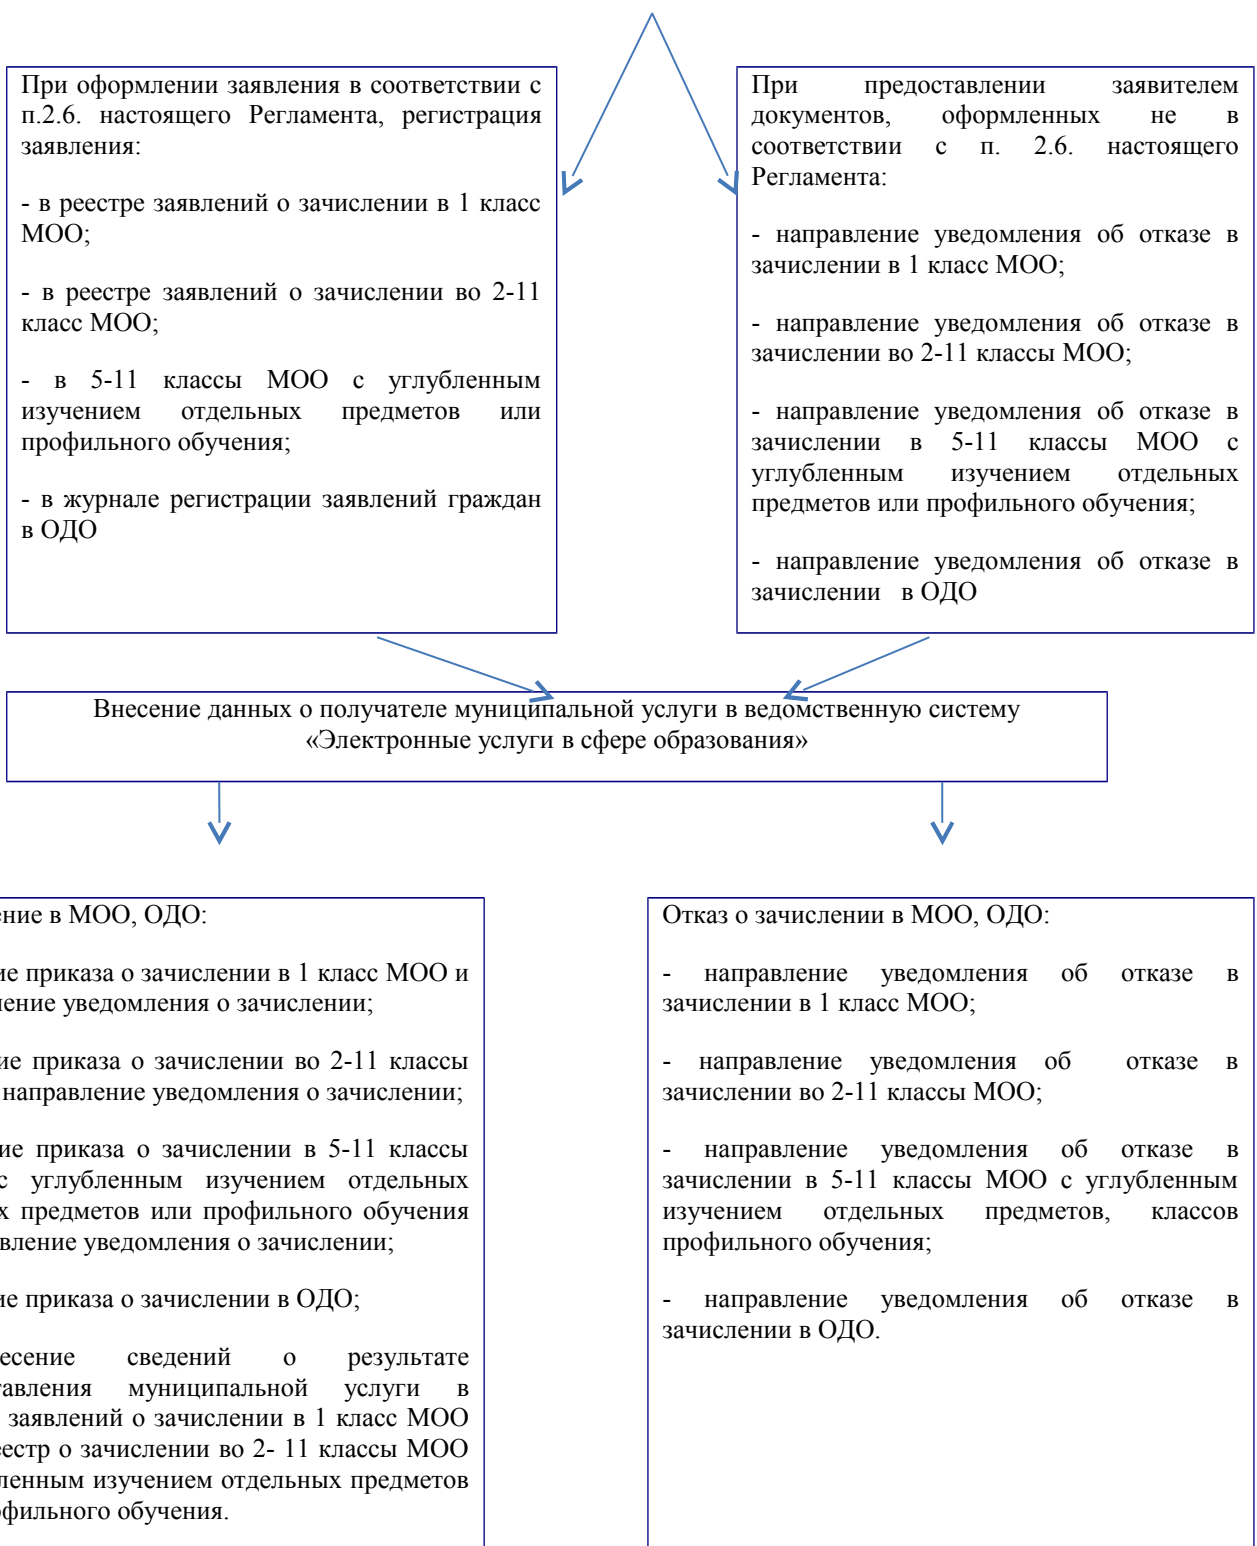 При оформлении заявления в соответствии с
п.2.6. настоящего Регламента, регистрация
заявления:
- в реестре заявлений о зачислении в 1 класс
МОО;
- в реестре заявлений о зачислении во 2-11
класс МОО;
- в 5-11 классы МОО с углубленным
изучением отдельных предметов или
профильного обучения;
- в журнале регистрации заявлений граждан
в ОДО
При предоставлении заявителем
документов, оформленных не в
соответствии с п. 2.6. настоящего
Регламента:
- направление уведомления об отказе в
зачислении в 1 класс МОО;
- направление уведомления об отказе в
зачислении во 2-11 классы МОО;
- направление уведомления об отказе в
зачислении в 5-11 классы МОО с
углубленным изучением отдельных
предметов или профильного обучения;
- направление уведомления об отказе в
зачислении в ОДО
Внесение данных о получателе муниципальной услуги в ведомственную систему
«Электронные услуги в сфере образования»
ение в МОО, ОДО:
ие приказа о зачислении в 1 класс МОО и
ление уведомления о зачислении;
ие приказа о зачислении во 2-11 классы
направление уведомления о зачислении;
ие приказа о зачислении в 5-11 классы
с углубленным изучением отдельных
х предметов или профильного обучения
вление уведомления о зачислении;
ие приказа о зачислении в ОДО;
есение сведений о результате
тавления муниципальной услуги в
заявлений о зачислении в 1 класс МОО
еестр о зачислении во 2- 11 классы МОО
ленным изучением отдельных предметов
офильного обучения.
Отказ о зачислении в МОО, ОДО:
- направление уведомления об отказе в
зачислении в 1 класс МОО;
- направление уведомления об отказе в
зачислении во 2-11 классы МОО;
- направление уведомления об отказе в
зачислении в 5-11 классы МОО с углубленным
изучением отдельных предметов, классов
профильного обучения;
- направление уведомления об отказе в
зачислении в ОДО.